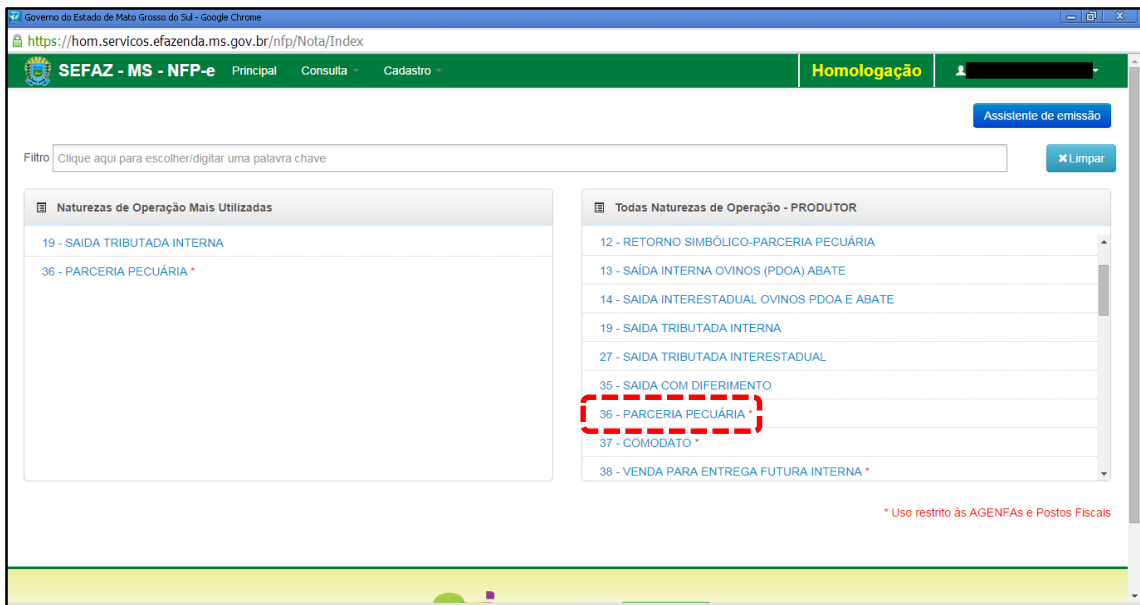 Governo do Estado de Mato Grosso do Sul - Google Chrome
https://hom.servicos.efazenda.ms.gov.br/nfp/Nota/Index
SEFAZ - MS - NFP-e Principal Consulta Cadastro Homologação
Assistente de emissão
Filtro Clique aqui para escolher/digitar uma palavra chave Limpar
Naturezas de Operação Mais Utilizadas
19 - SAIDA TRIBUTADA INTERNA
36 - PARCERIA PECUÁRIA *
Todas Naturezas de Operação - PRODUTOR
12 - RETORNO SIMBÓLICO-PARCERIA PECUÁRIA
13 - SAÍDA INTERNA OVINOS (PDOA) ABATE
14 - SAIDA INTERESTADUAL OVINOS PDOA E ABATE
19 - SAIDA TRIBUTADA INTERNA
27 - SAIDA TRIBUTADA INTERESTADUAL
35 - SAIDA COM DIFERIMENTO
36 - PARCERIA PECUÁRIA *
37 - COMODATO *
38 - VENDA PARA ENTREGA FUTURA INTERNA *
* Uso restrito às AGENFAs e Postos Fiscais